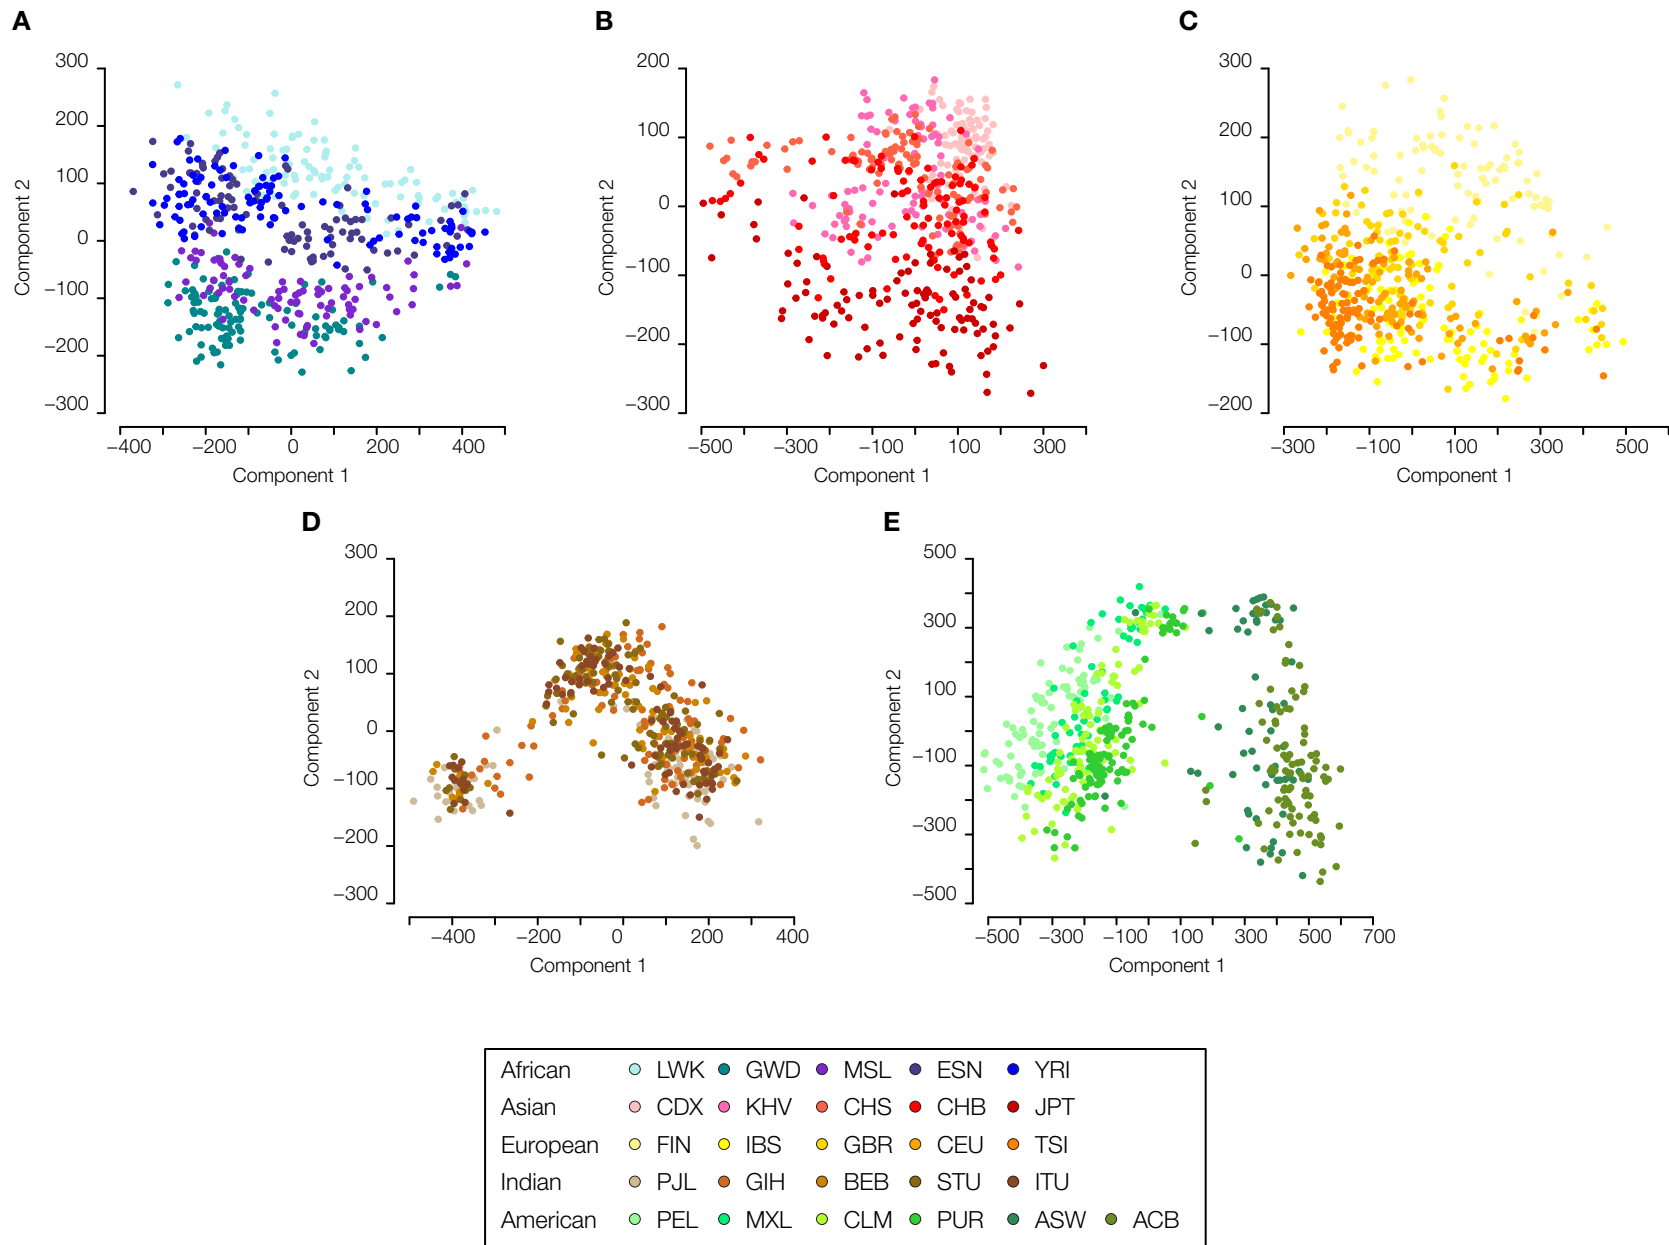 A B C
300
200
100
0
−100
−200
−300
Component 2
−400 −200 0 200 400
Component 1
200
100
0
−100
−200
−300
Component 2
−500 −300 −100 100 300
Component 1
300
200
100
0
−100
−200
Component 2
−300 −100 100 300 500
Component 1
D E
300
200
100
0
−100
−200
−300
Component 2
−400 −200 0 200 400
Component 1
500
300
100
−100
−300
−500
Component 2
−500 −300 −100 100 300 500 700
Component 1
African LWK GWD MSL ESN YRI
Asian CDX KHV CHS CHB JPT
European FIN IBS GBR CEU TSI
Indian PJL GIH BEB STU ITU
American PEL MXL CLM PUR ASW ACB